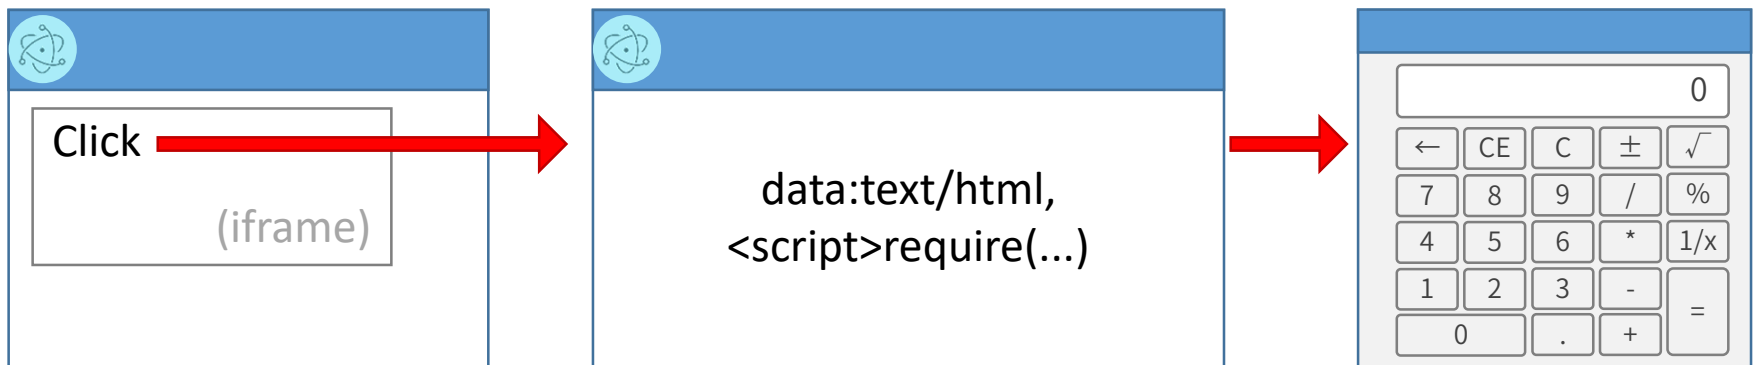 Click
(iframe)
data:text/html,
<script>require(...)
0
← CE C ± √
7 8 9 / %
4 5 6 * 1/x
1 2 3 - =
0 . +